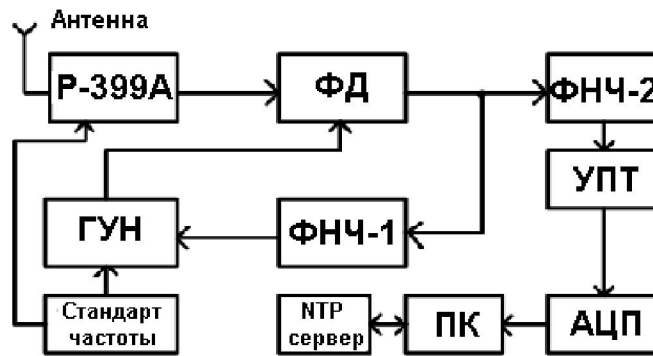 Антенна
Р-399А
ФД
ФНЧ-2
УПТ
ГУН
ФНЧ-1
Стандарт
частоты
NTP
сервер
ПК
АЦП